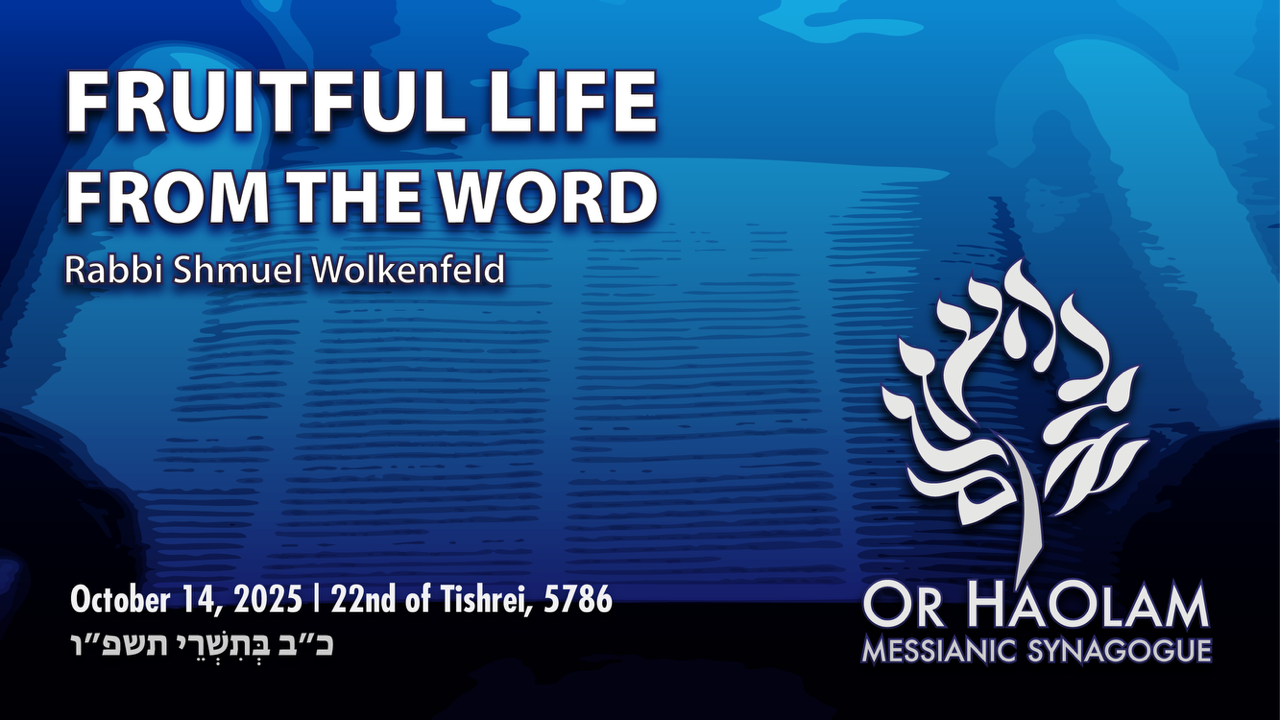 FRUITFUL LIFE
FROM THE WORD
Rabbi Shmuel Wolkenfeld
October 14, 2025 | 22nd of Tishrei, 5786
כ״ב בְּתִשְׁרֵי תשפ״ו
OR HAOLAM
MESSIANIC SYNAGOGUE